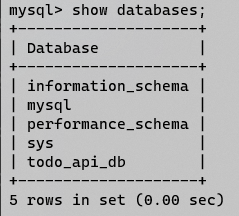 mysql> show databases;
+--------------------+
| Database           |
+--------------------+
| information_schema |
| mysql              |
| performance_schema |
| sys                |
| todo_api_db        |
+--------------------+
5 rows in set (0.00 sec)